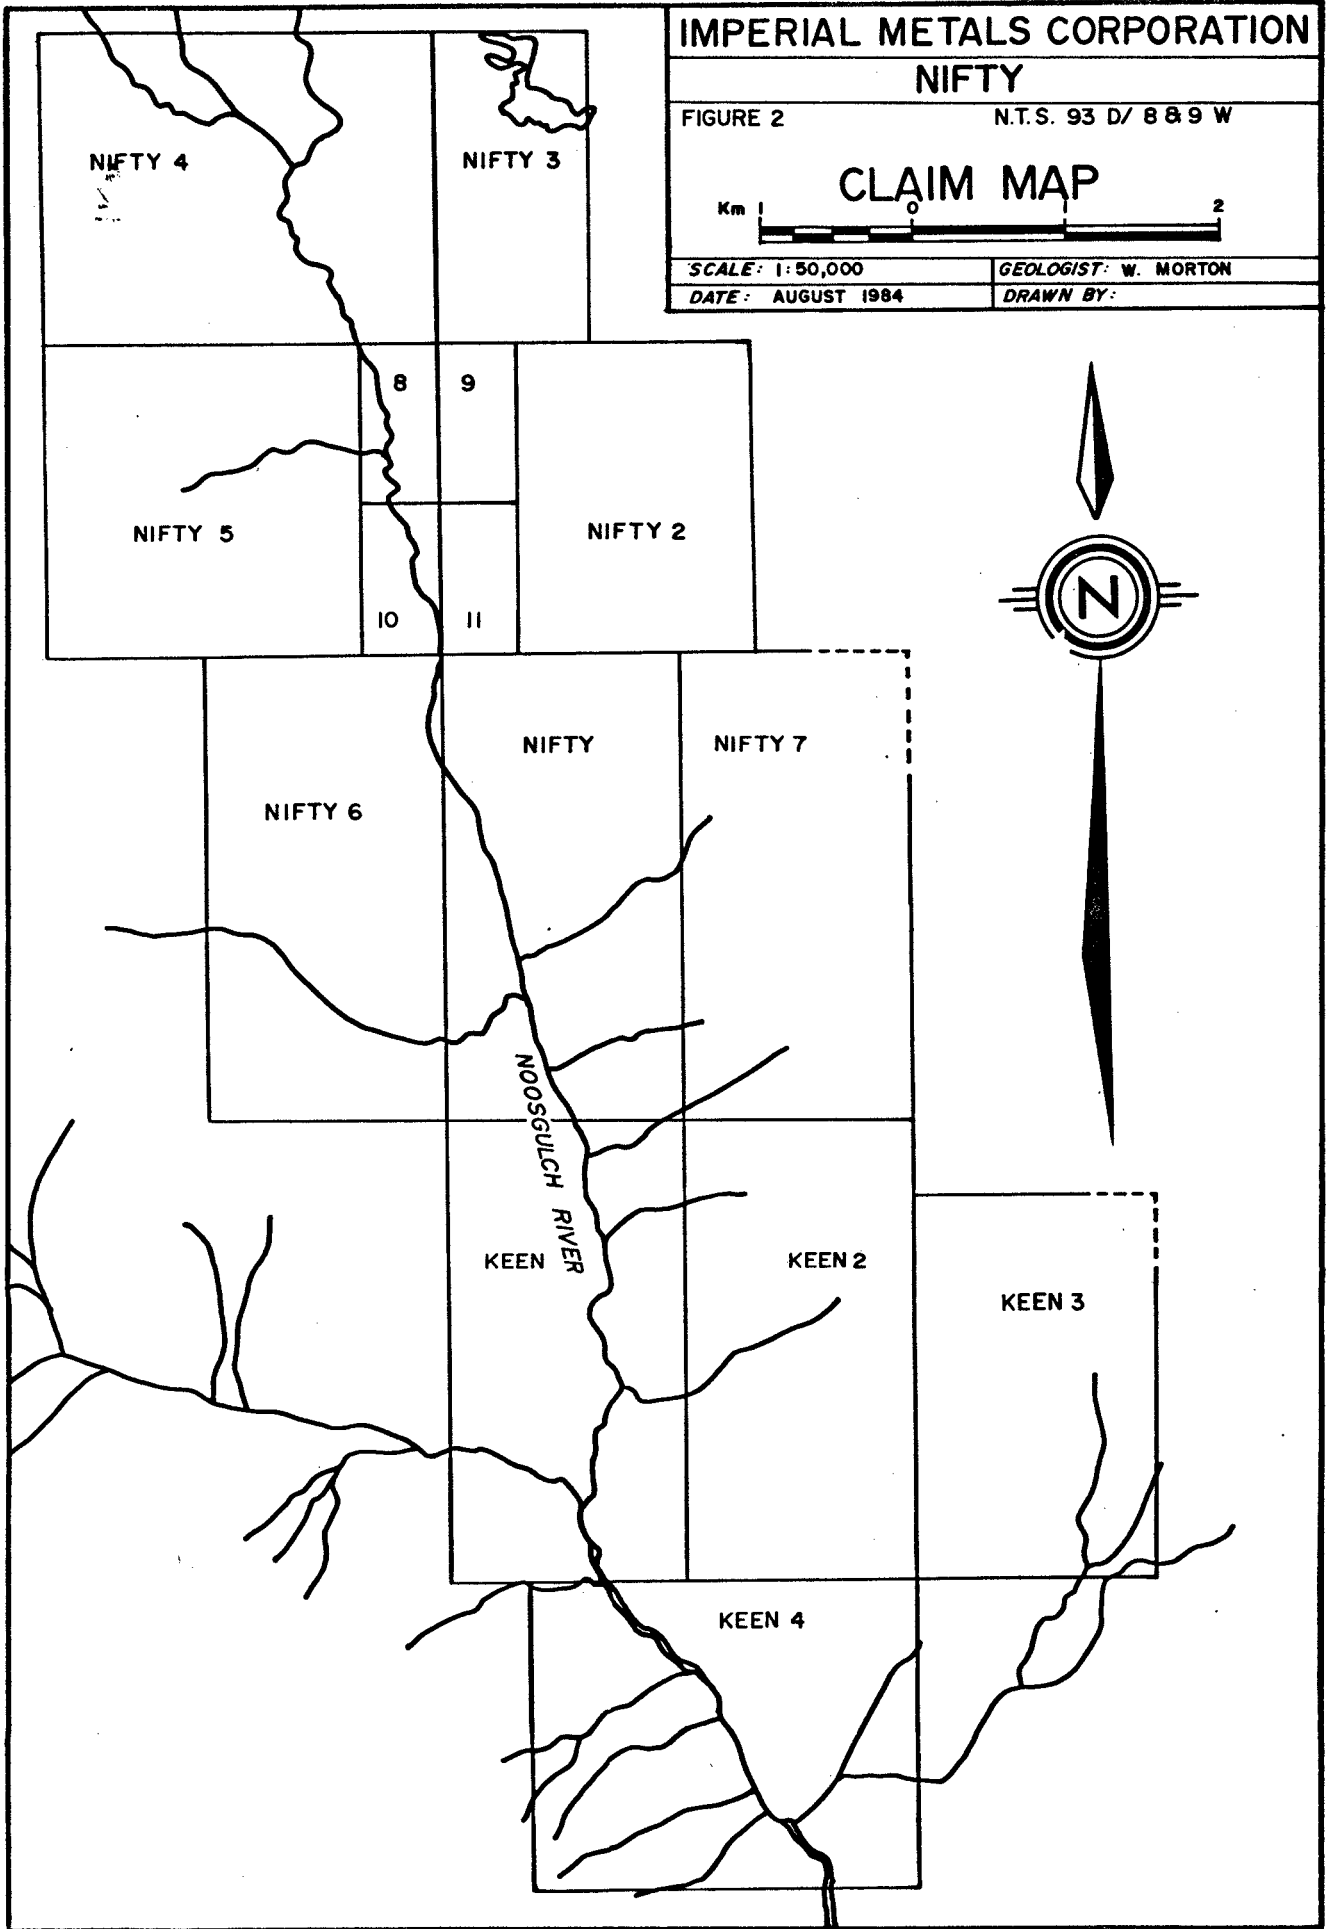 IMPERIAL METALS CORPORATION
NIFTY
FIGURE 2 N.T.S. 93 D/ 8 & 9 W
CLAIM MAP
Km 1 0 1 2
SCALE: 1:50,000 GEOLOGIST: W. MORTON
DATE: AUGUST 1984 DRAWN BY:
NIFTY 4 NIFTY 3
8 9
NIFTY 5 NIFTY 2
N
10 11
NIFTY NIFTY 7
NIFTY 6
NOOSGULCH RIVER
KEEN KEEN 2
KEEN 3
KEEN 4